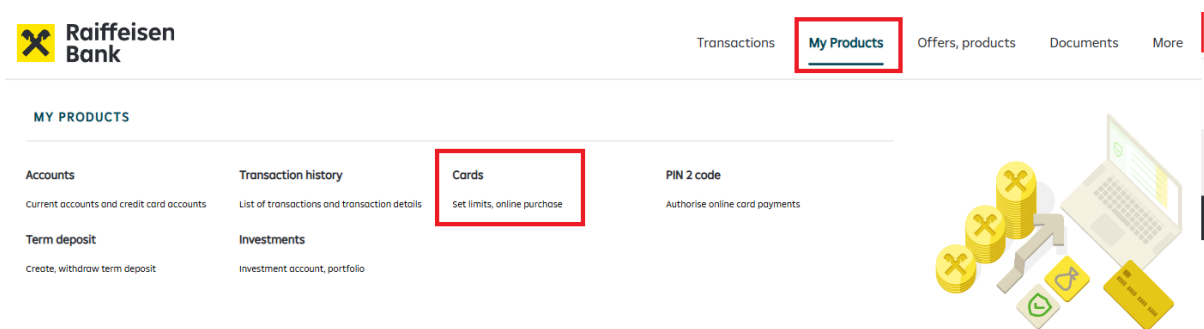 Raiffeisen
Bank
Transactions
My Products
Offers, products
Documents
More
MY PRODUCTS
Accounts
Current accounts and credit card accounts
Transaction history
List of transactions and transaction details
Cards
Set limits, online purchase
PIN 2 code
Authorise online card payments
Term deposit
Create, withdraw term deposit
Investments
Investment account, portfolio